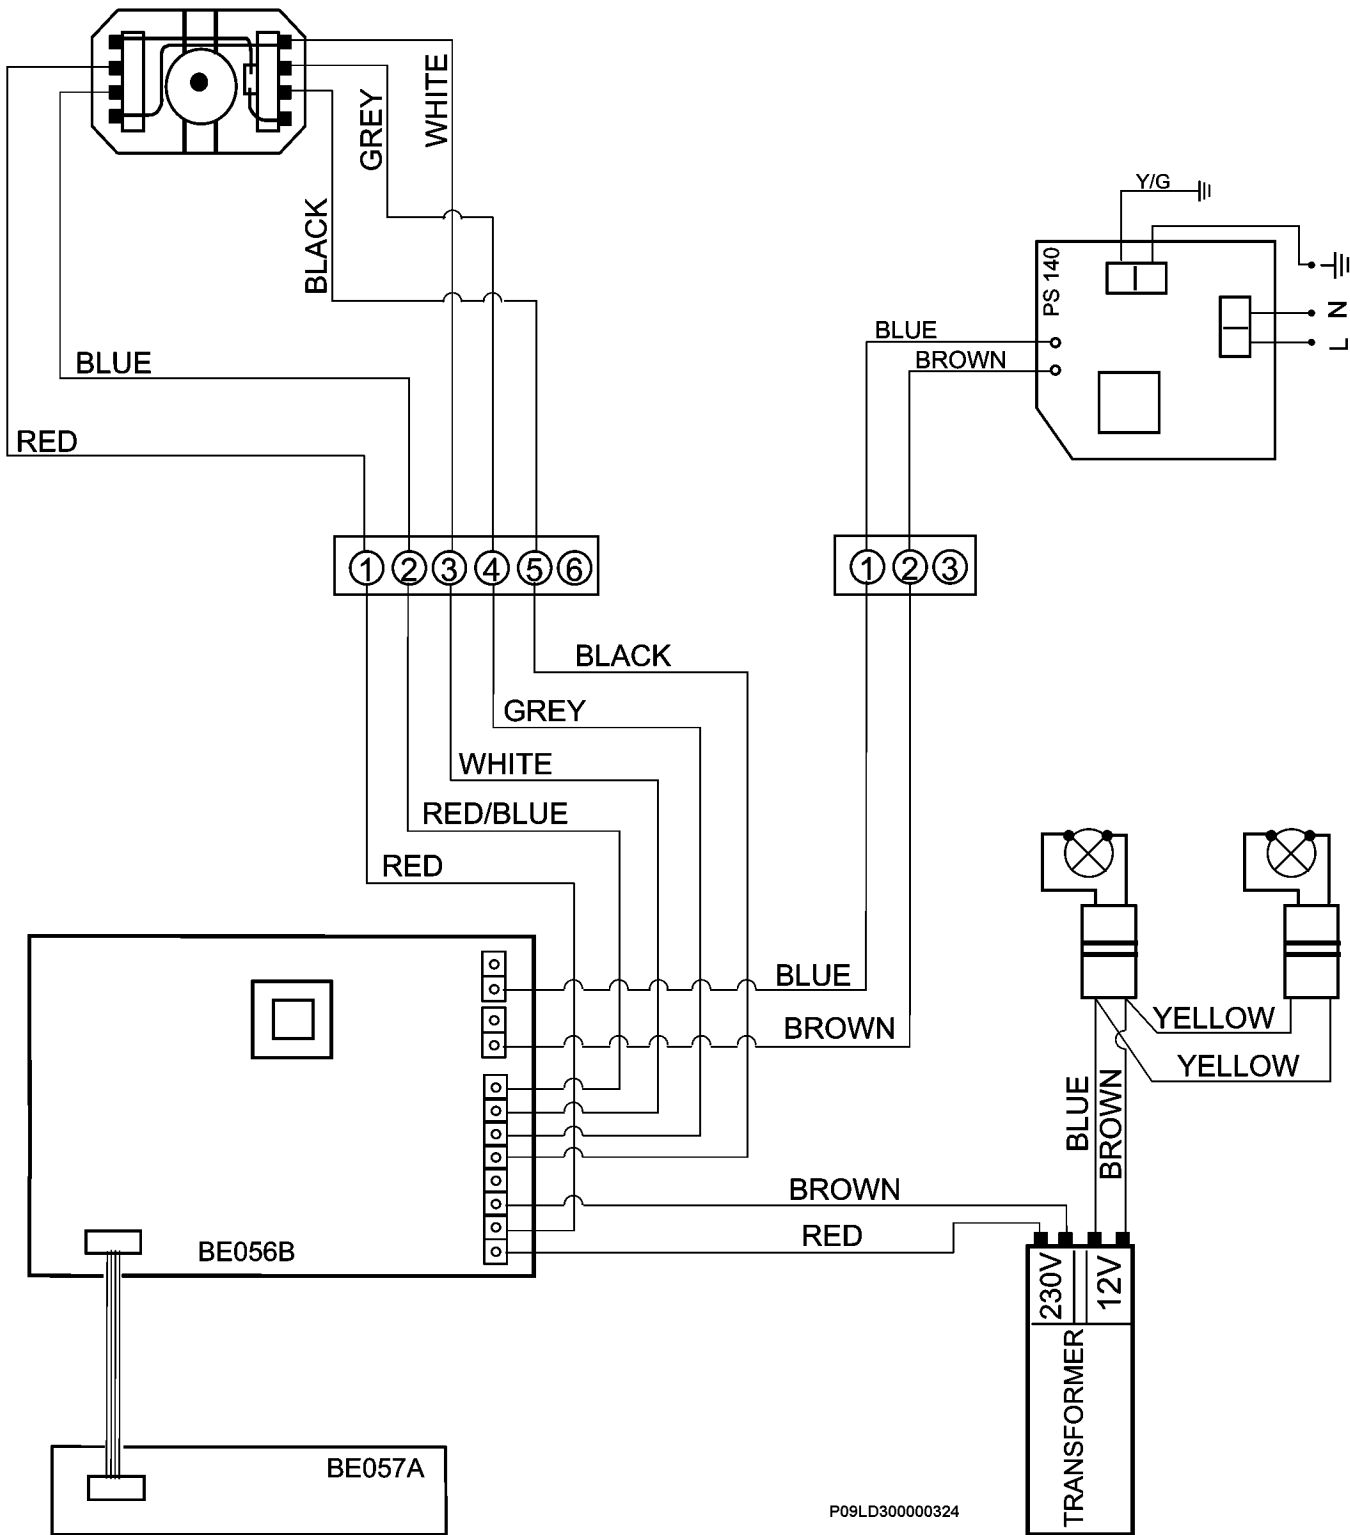 WHITE
GREY
BLACK
BLUE
RED
Y/G
PS 140
N
L
BLUE
BROWN
1 2 3 4 5 6
1 2 3
BLACK
GREY
WHITE
RED/BLUE
RED
BLUE
BROWN
YELLOW
YELLOW
BLUE
BROWN
BROWN
RED
BE056B
230V
12V
TRANSFORMER
BE057A
P09LD300000324